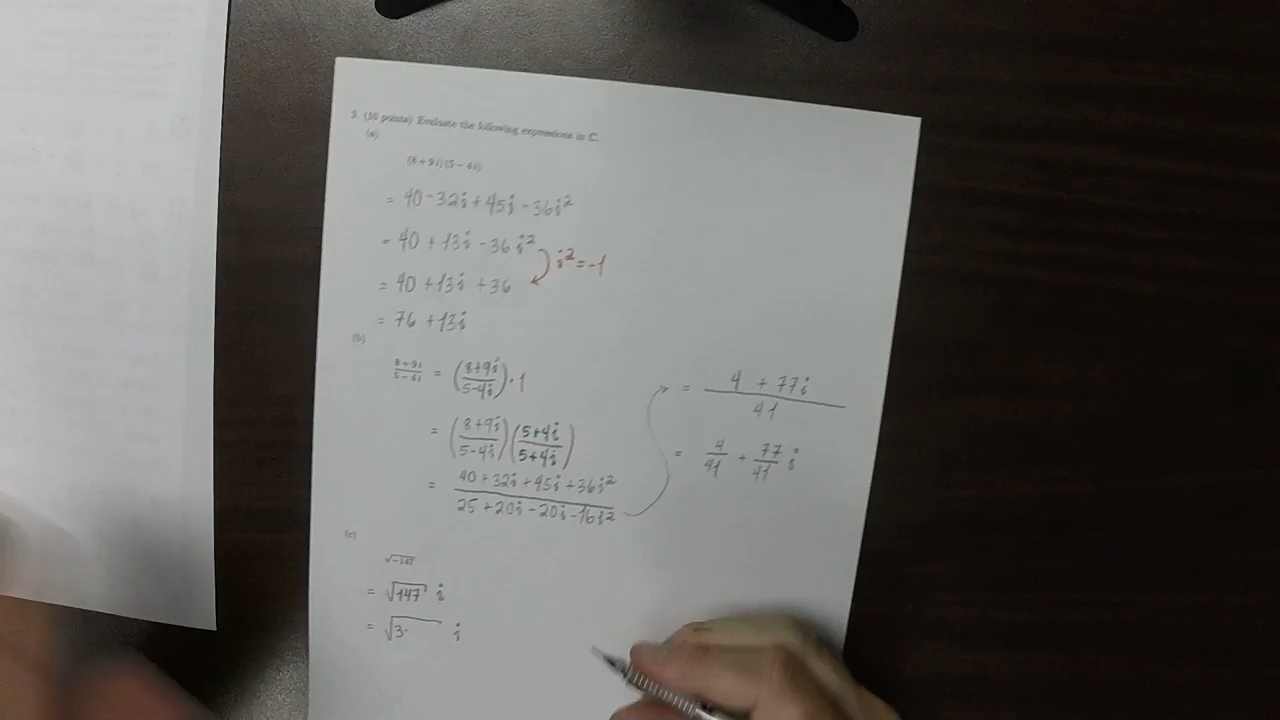 3. (10 points) Evaluate the following expressions in C.
(a)
(8 + 9i)(5 − 4i)
= 40 - 32i + 45i - 36i²
= 40 + 13i - 36 i²
i² = -1
= 40 + 13i + 36
= 76 + 13i
(b)
(8+9i)/(5−4i) = ((8+9i)/(5-4i)) · 1
= ((8+9i)/(5-4i)) ((5+4i)/(5+4i))
= (40 + 32i + 45i + 36i²)/(25 + 20i - 20i - 16i²)
= (4 + 77i)/41
= 4/41 + 77/41 i
(c)
√−147
= √147 i
= √3· i